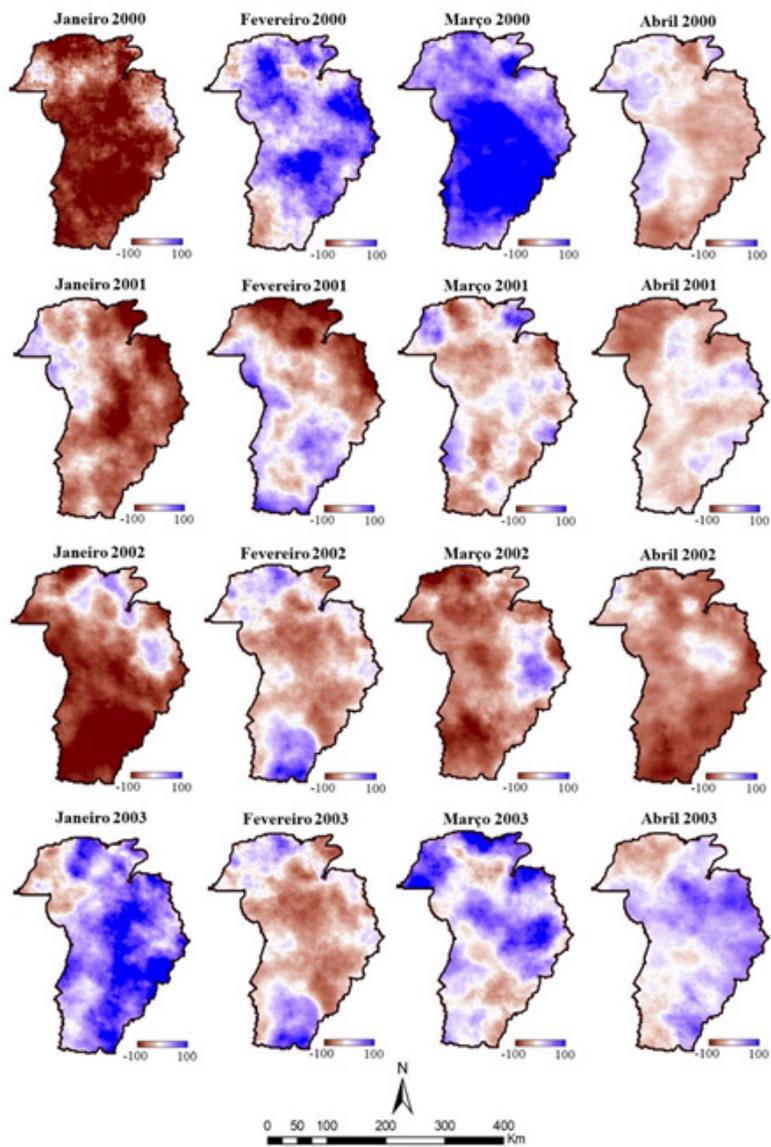 Janeiro 2000 Fevereiro 2000 Março 2000 Abril 2000
-100 100 -100 100 -100 100 -100 100
Janeiro 2001 Fevereiro 2001 Março 2001 Abril 2001
-100 100 -100 100 -100 100 -100 100
Janeiro 2002 Fevereiro 2002 Março 2002 Abril 2002
-100 100 -100 100 -100 100 -100 100
Janeiro 2003 Fevereiro 2003 Março 2003 Abril 2003
-100 100 -100 100 -100 100 -100 100
N
0 50 100 200 300 400
Km